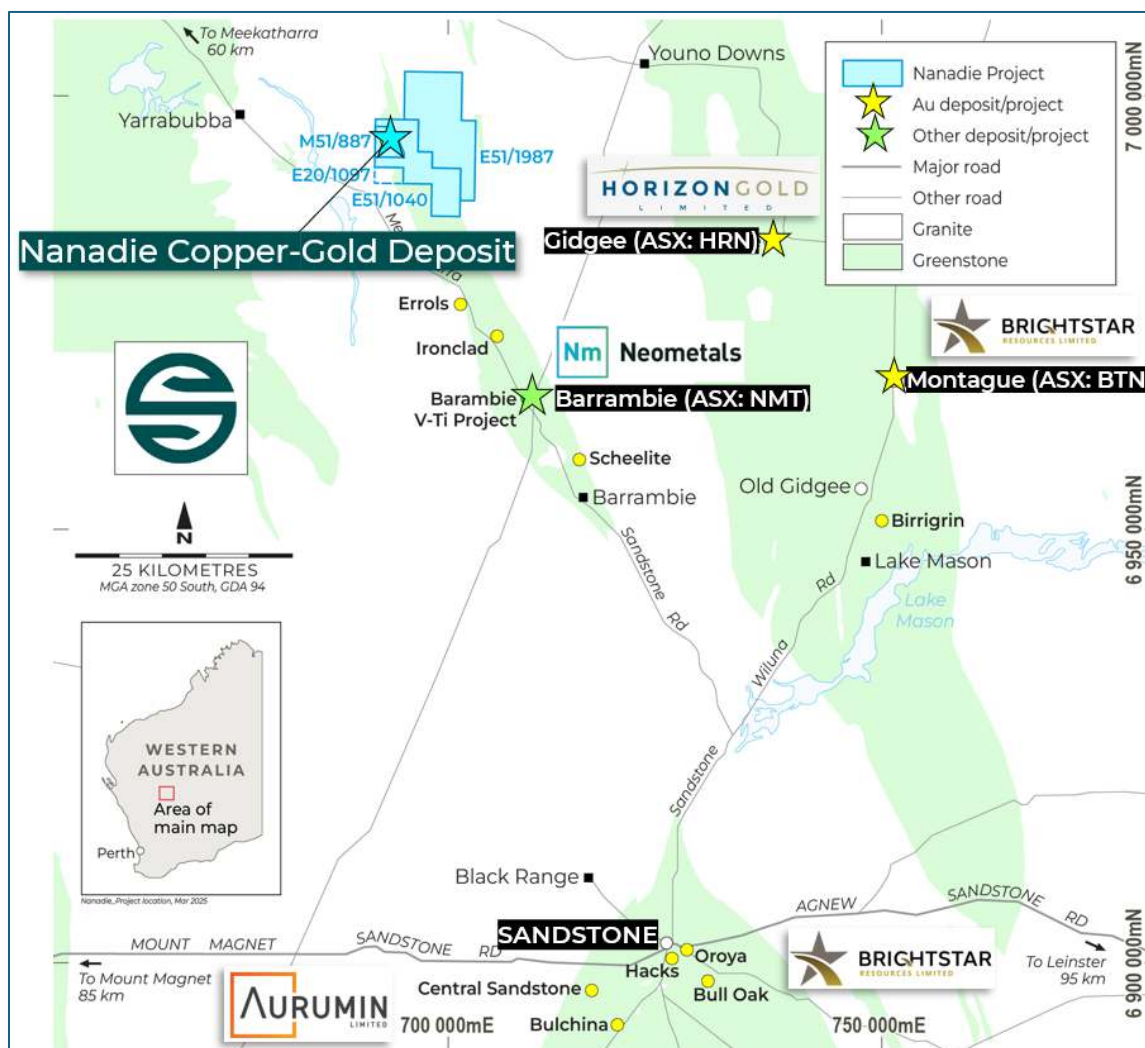 To Meekatharra
60 km
Yarrabubba
Youno Downs
Nanadie Project
Au deposit/project
Other deposit/project
Major road
Other road
Granite
Greenstone
7 000 000mN
M51/887
E51/1987
E20/1097
E51/1040
HORIZONGOLD
LIMITED
Nanadie Copper-Gold Deposit
Gidgee (ASX: HRN)
Errols
Ironclad
BRIGHTSTAR
RESOURCES LIMITED
Nm Neometals
Barambie
V-Ti Project
Barrambie (ASX: NMT)
Montague (ASX: BTN
Scheelite
Barrambie
Old Gidgee
Birrigrin
N
25 KILOMETRES
MGA zone 50 South, GDA 94
Sandstone
Rd
Lake Mason
Lake
Mason
6 950 000mN
Rd
Wiluna
Sandstone
WESTERN
AUSTRALIA
Area of
main map
Perth
Nanadie_Project location, Mar 2025
Black Range
AGNEW
SANDSTONE
RD
SANDSTONE
MOUNT MAGNET
SANDSTONE
RD
Oroya
Hacks
BRIGHTSTAR
RESOURCES LIMITED
To Leinster
95 km
To Mount Magnet
85 km
Central Sandstone
Bull Oak
AURUMIN
LIMITED
Bulchina
700 000mE
750 000mE
6 900 000mN